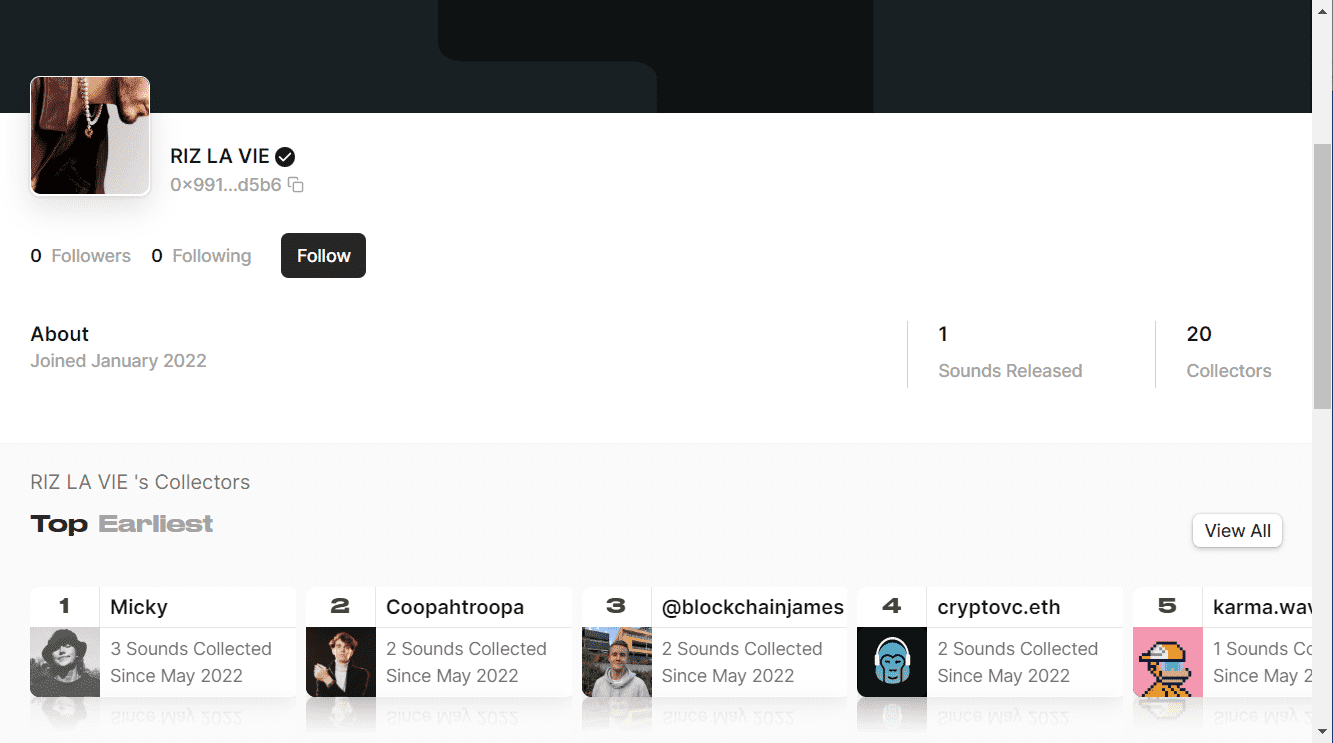 RIZ LA VIE
0×991...d5b6
0 Followers 0 Following Follow
About
Joined January 2022
1
Sounds Released
20
Collectors
RIZ LA VIE 's Collectors
Top Earliest
View All
1 Micky
3 Sounds Collected
Since May 2022
2 Coopahtroopa
2 Sounds Collected
Since May 2022
3 @blockchainjames
2 Sounds Collected
Since May 2022
4 cryptovc.eth
2 Sounds Collected
Since May 2022
5 karma.wav
1 Sounds Co
Since May 2